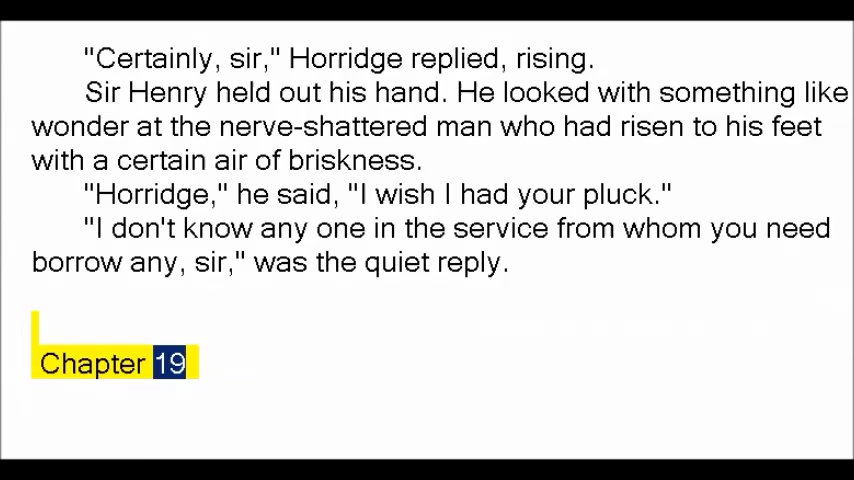 "Certainly, sir," Horridge replied, rising.
Sir Henry held out his hand. He looked with something like
wonder at the nerve-shattered man who had risen to his feet
with a certain air of briskness.
"Horridge," he said, "I wish I had your pluck."
"I don't know any one in the service from whom you need
borrow any, sir," was the quiet reply.
Chapter 19